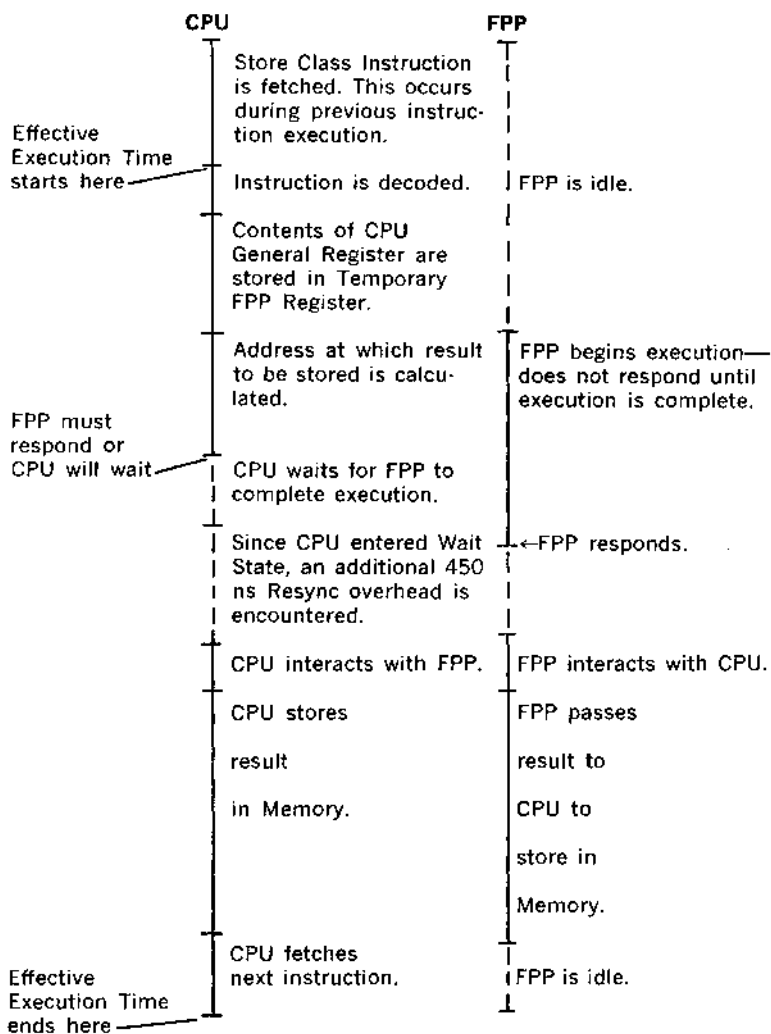 CPU
FPP
Store Class Instruction
is fetched. This occurs
during previous instruc-
tion execution.
Effective
Execution Time
starts here
Instruction is decoded.
FPP is idle.
Contents of CPU
General Register are
stored in Temporary
FPP Register.
Address at which result
to be stored is calcu-
lated.
FPP begins execution—
does not respond until
execution is complete.
FPP must
respond or
CPU will wait
CPU waits for FPP to
complete execution.
Since CPU entered Wait
State, an additional 450
ns Resync overhead is
encountered.
←FPP responds.
CPU interacts with FPP.
FPP interacts with CPU.
CPU stores
result
in Memory.
FPP passes
result to
CPU to
store in
Memory.
CPU fetches
next instruction.
FPP is idle.
Effective
Execution Time
ends here